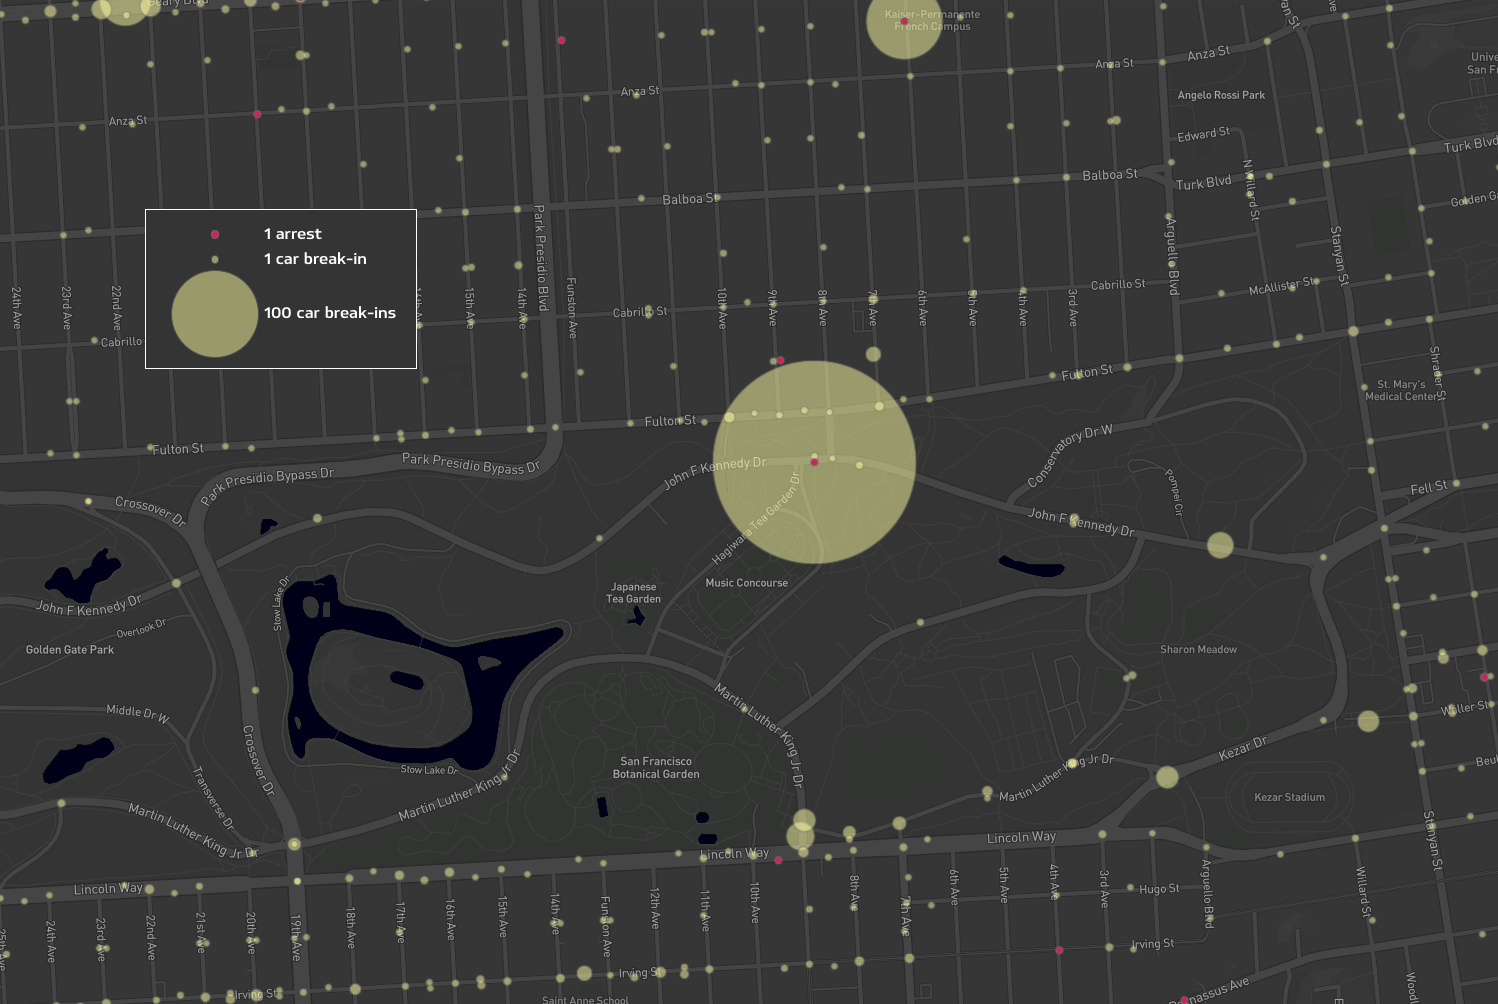 Geary Blvd
Kaiser-Permanente
French Campus
Anza St
Anza St
Anza St
Anza St
Angelo Rossi Park
Edward St
Turk Blvd
Turk Blvd
N Willard St
Balboa St
Balboa St
Golden Ga
Unive
San Fr
Stanyan St
Arguello Blvd
Park Presidio Blvd
Funston Ave
1 arrest
1 car break-in
100 car break-ins
24th Ave
23rd Ave
22nd Ave
15th Ave
14th Ave
10th Ave
9th Ave
8th Ave
7th Ave
6th Ave
5th Ave
4th Ave
3rd Ave
Cabrillo
Cabrillo St
Cabrillo St
McAllister St
Shrader St
St. Mary's
Medical Center
Fulton St
Fulton St
Fulton St
Park Presidio Bypass Dr
Park Presidio Bypass Dr
Crossover Dr
John F Kennedy Dr
Conservatory Dr W
Pompei Cir
Fell St
John F Kennedy Dr
Hagiwara Tea Garden Dr
Music Concourse
Japanese
Tea Garden
Stow Lake Dr
John F Kennedy Dr
Overlook Dr
Golden Gate Park
Sharon Meadow
Middle Dr W
Crossover Dr
Transverse Dr
Martin Luther King Jr Dr
Waller St
Kezar Dr
Beul
San Francisco
Botanical Garden
Stow Lake Dr
Martin Luther King Jr Dr
Martin Luther King Jr Dr
Kezar Stadium
Martin Luther King Jr Dr
Stanyan St
Lincoln Way
Lincoln Way
Lincoln Way
25th Ave
24th Ave
23rd Ave
22nd Ave
21st Ave
20th Ave
19th Ave
18th Ave
17th Ave
16th Ave
15th Ave
14th Ave
Funston Ave
12th Ave
11th Ave
10th Ave
8th Ave
7th Ave
6th Ave
5th Ave
4th Ave
3rd Ave
Hugo St
Arguello Blvd
Willard St
Irving St
Irving St
Irving St
Saint Anne School
Parnassus Ave
Woodl